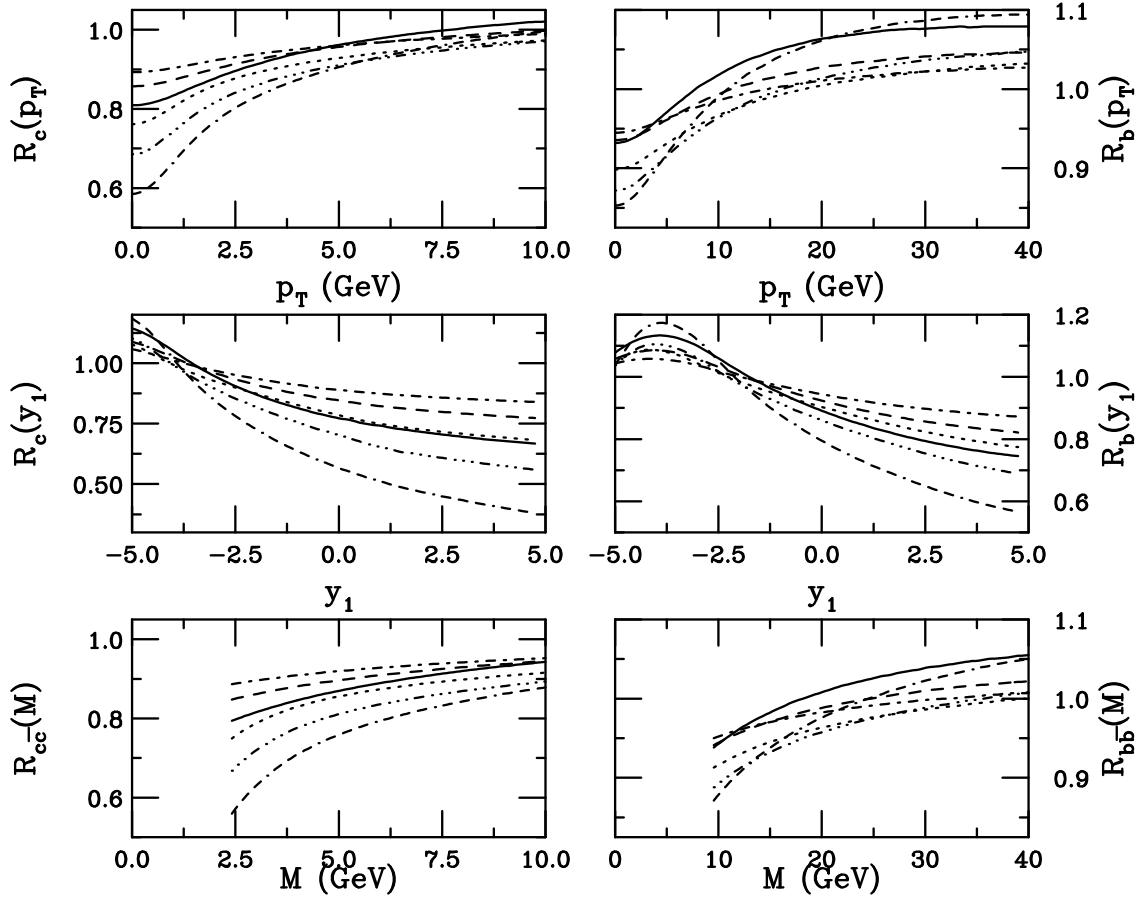 1.0
0.8
0.6
R_c(p_T)
0.0 2.5 5.0 7.5 10.0
p_T (GeV)
1.1
1.0
0.9
R_b(p_T)
0 10 20 30 40
p_T (GeV)
1.00
0.75
0.50
R_c(y_1)
−5.0 −2.5 0.0 2.5 5.0
y_1
1.2
1.0
0.8
0.6
R_b(y_1)
−5.0 −2.5 0.0 2.5 5.0
y_1
1.0
0.8
0.6
R_cc̅(M)
0.0 2.5 5.0 7.5 10.0
M (GeV)
1.1
1.0
0.9
R_bb̅(M)
0 10 20 30 40
M (GeV)